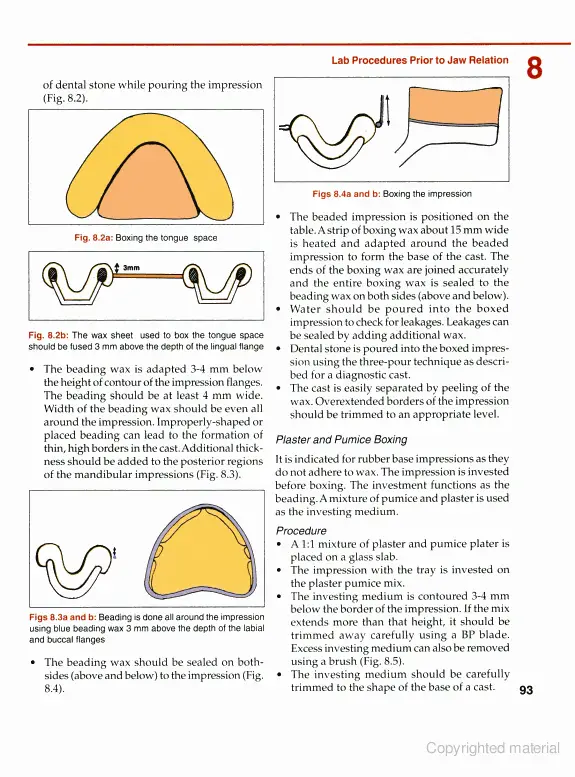 Lab Procedures Prior to Jaw Relation
8
of dental stone while pouring the impression
(Fig. 8.2).
Fig. 8.2a: Boxing the tongue space
3mm
Fig. 8.2b: The wax sheet used to box the tongue space
should be fused 3 mm above the depth of the lingual flange
• The beading wax is adapted 3-4 mm below
the height of contour of the impression flanges.
The beading should be at least 4 mm wide.
Width of the beading wax should be even all
around the impression. Improperly-shaped or
placed beading can lead to the formation of
thin, high borders in the cast. Additional thick-
ness should be added to the posterior regions
of the mandibular impressions (Fig. 8.3).
Figs 8.3a and b: Beading is done all around the impression
using blue beading wax 3 mm above the depth of the labial
and buccal flanges
• The beading wax should be sealed on both-
sides (above and below) to the impression (Fig.
8.4).
Figs 8.4a and b: Boxing the impression
• The beaded impression is positioned on the
table. A strip of boxing wax about 15 mm wide
is heated and adapted around the beaded
impression to form the base of the cast. The
ends of the boxing wax are joined accurately
and the entire boxing wax is sealed to the
beading wax on both sides (above and below).
• Water should be poured into the boxed
impression to check for leakages. Leakages can
be sealed by adding additional wax.
• Dental stone is poured into the boxed impres-
sion using the three-pour technique as descri-
bed for a diagnostic cast.
• The cast is easily separated by peeling of the
wax. Overextended borders of the impression
should be trimmed to an appropriate level.
Plaster and Pumice Boxing
It is indicated for rubber base impressions as they
do not adhere to wax. The impression is invested
before boxing. The investment functions as the
beading. A mixture of pumice and plaster is used
as the investing medium.
Procedure
• A 1:1 mixture of plaster and pumice plater is
placed on a glass slab.
• The impression with the tray is invested on
the plaster pumice mix.
• The investing medium is contoured 3-4 mm
below the border of the impression. If the mix
extends more than that height, it should be
trimmed away carefully using a BP blade.
Excess investing medium can also be removed
using a brush (Fig. 8.5).
• The investing medium should be carefully
trimmed to the shape of the base of a cast.
93
Copyrighted material